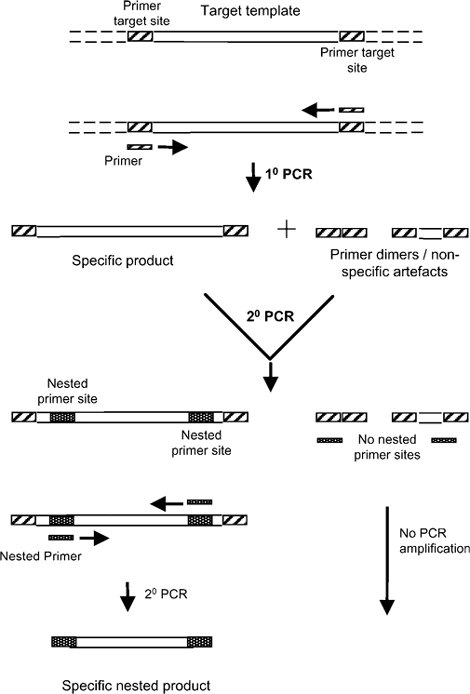 Primer
target site
Target template
Primer target
site
Primer
1⁰ PCR
Specific product
Primer dimers / non-
specific artefacts
2⁰ PCR
Nested
primer site
Nested
primer site
No nested
primer sites
Nested Primer
No PCR
amplification
2⁰ PCR
Specific nested product